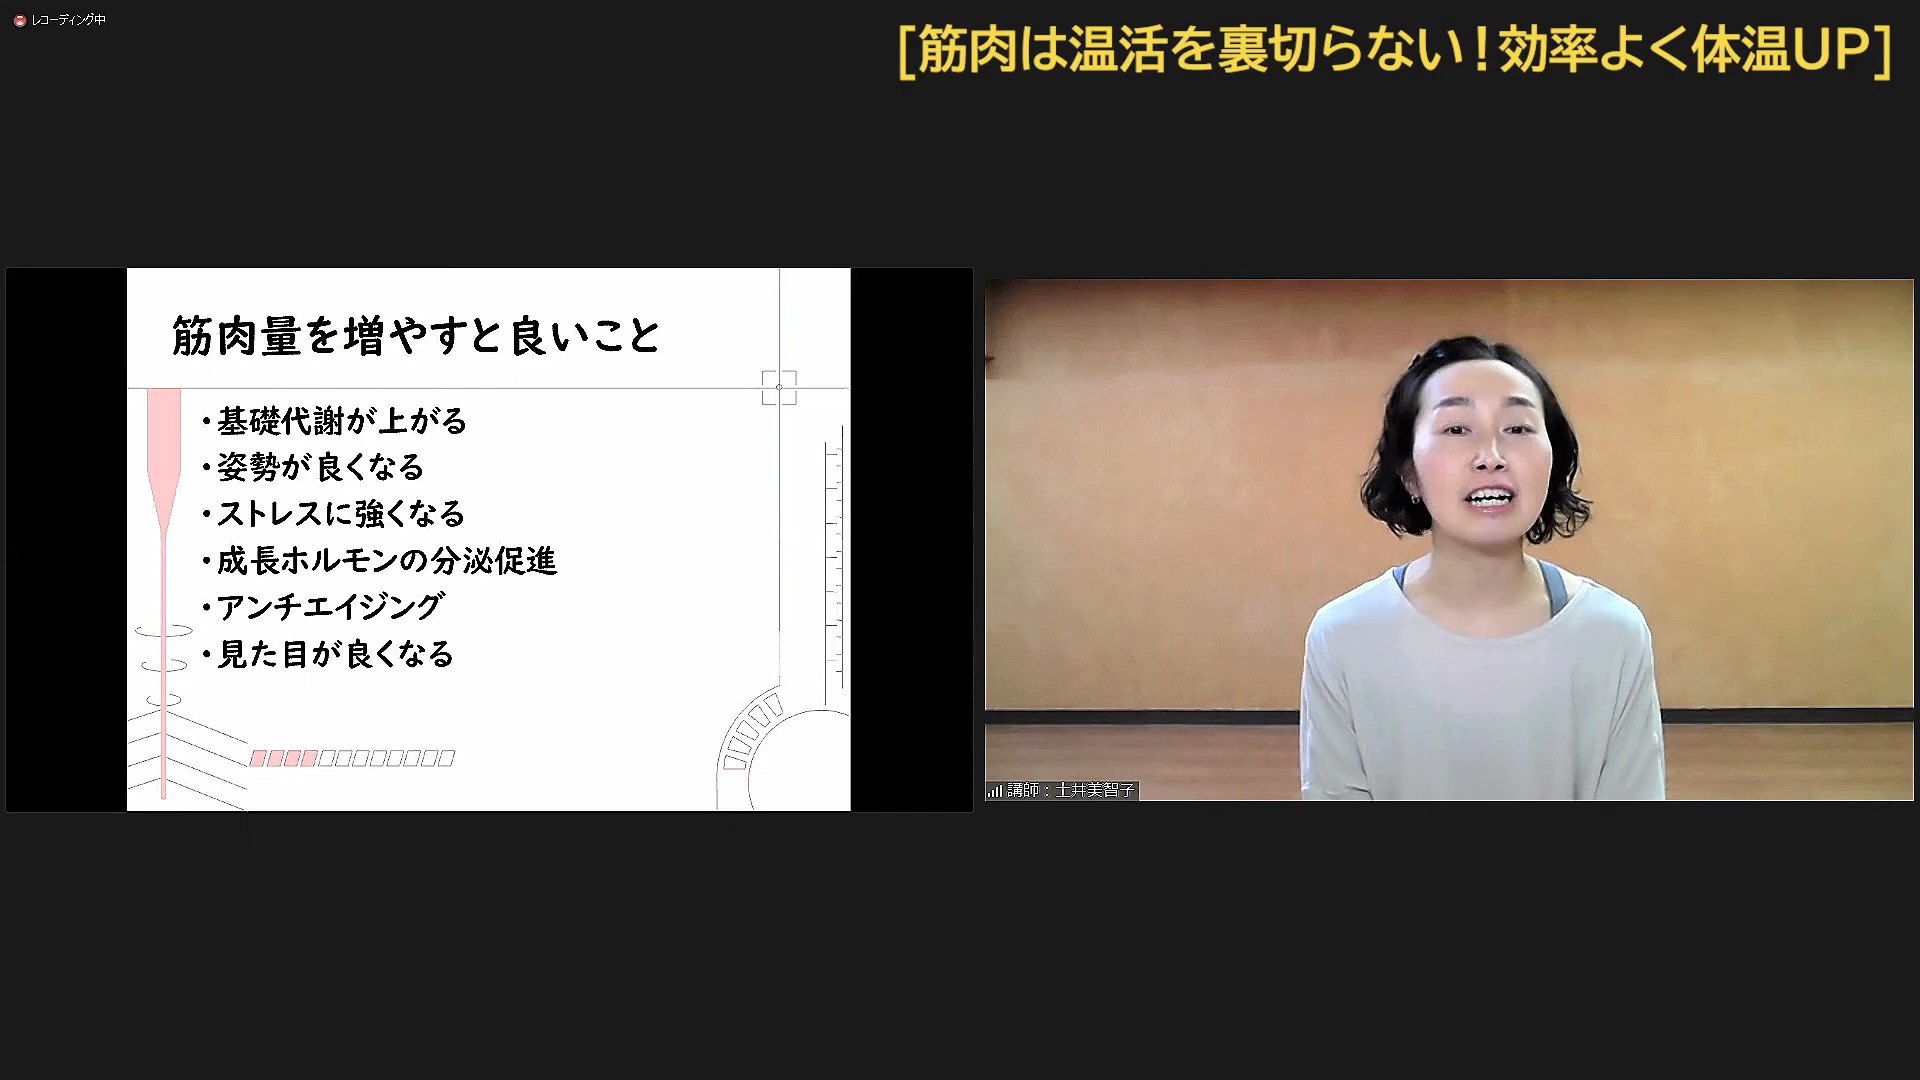 レコーディング中
[筋肉は温活を裏切らない！効率よく体温UP]
筋肉量を増やすと良いこと
・基礎代謝が上がる
・姿勢が良くなる
・ストレスに強くなる
・成長ホルモンの分泌促進
・アンチエイジング
・見た目が良くなる
講師：土井美智子